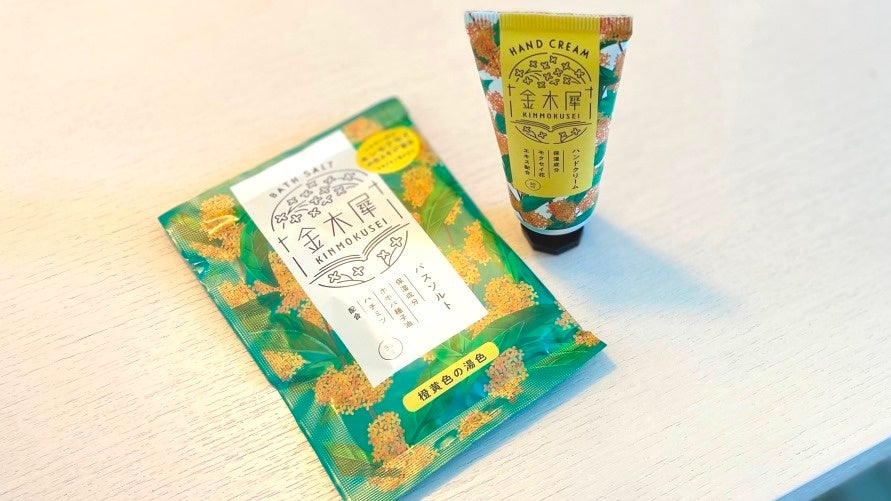 HAND CREAM
金木犀
KINMOKUSEI
ハンドクリーム
保湿成分
モクセイ花
エキス配合
BATH SALT
金木犀
KINMOKUSEI
バスソルト
保湿成分
ホホバ種子油
ハチミツ
配合
橙黄色の湯色